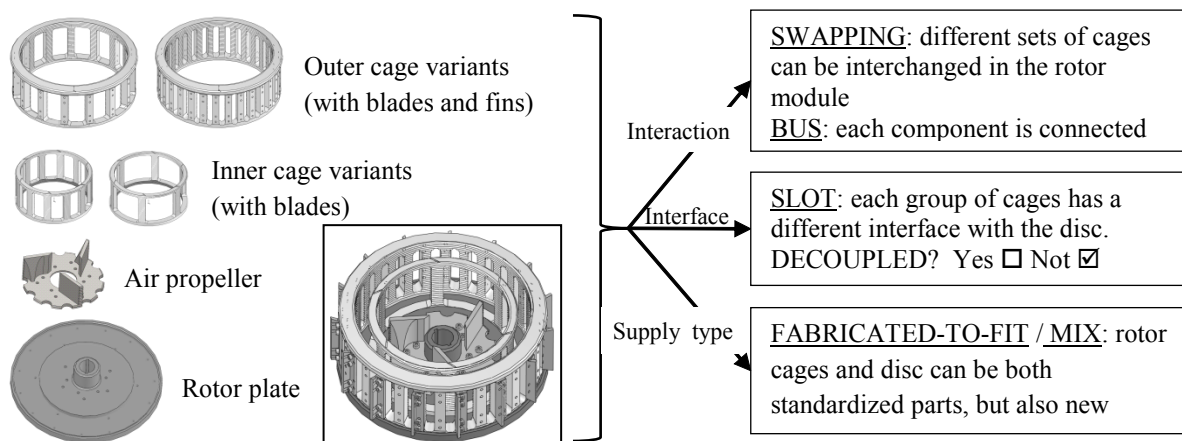 Outer cage variants
(with blades and fins)
Inner cage variants
(with blades)
Air propeller
Rotor plate
Interaction
Interface
Supply type
SWAPPING: different sets of cages
can be interchanged in the rotor
module
BUS: each component is connected
SLOT: each group of cages has a
different interface with the disc.
DECOUPLED? Yes ☐ Not ☑
FABRICATED-TO-FIT / MIX: rotor
cages and disc can be both
standardized parts, but also new